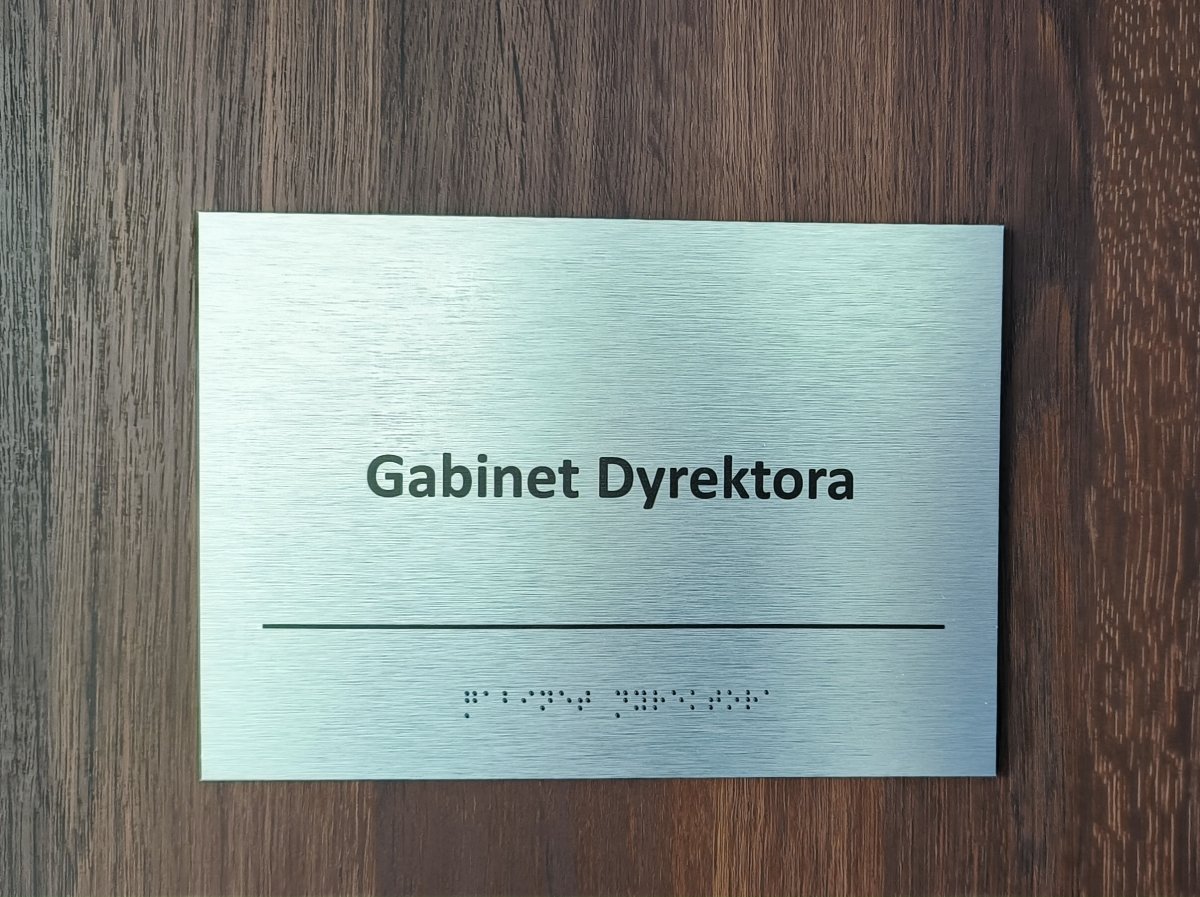 Gabinet Dyrektora
⡛⠁⠃⠊⠝⠑⠞ ⡙⠽⠗⠑⠅⠞⠕⠗⠁